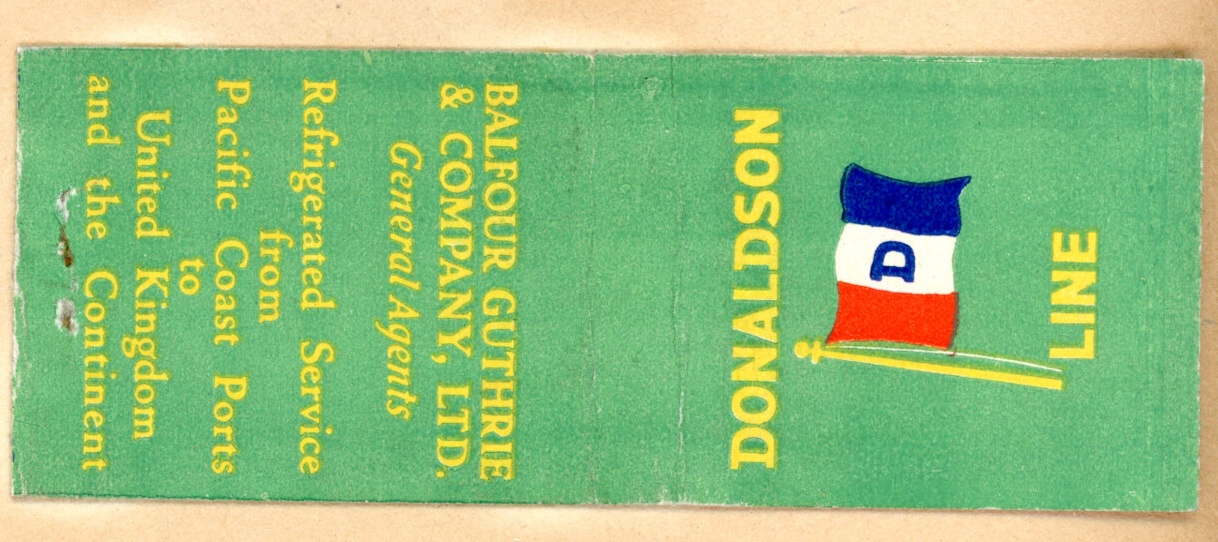 DONALDSON
D
LINE
BALFOUR GUTHRIE
& COMPANY, LTD.
General Agents
Refrigerated Service
from
Pacific Coast Ports
to
United Kingdom
and the Continent